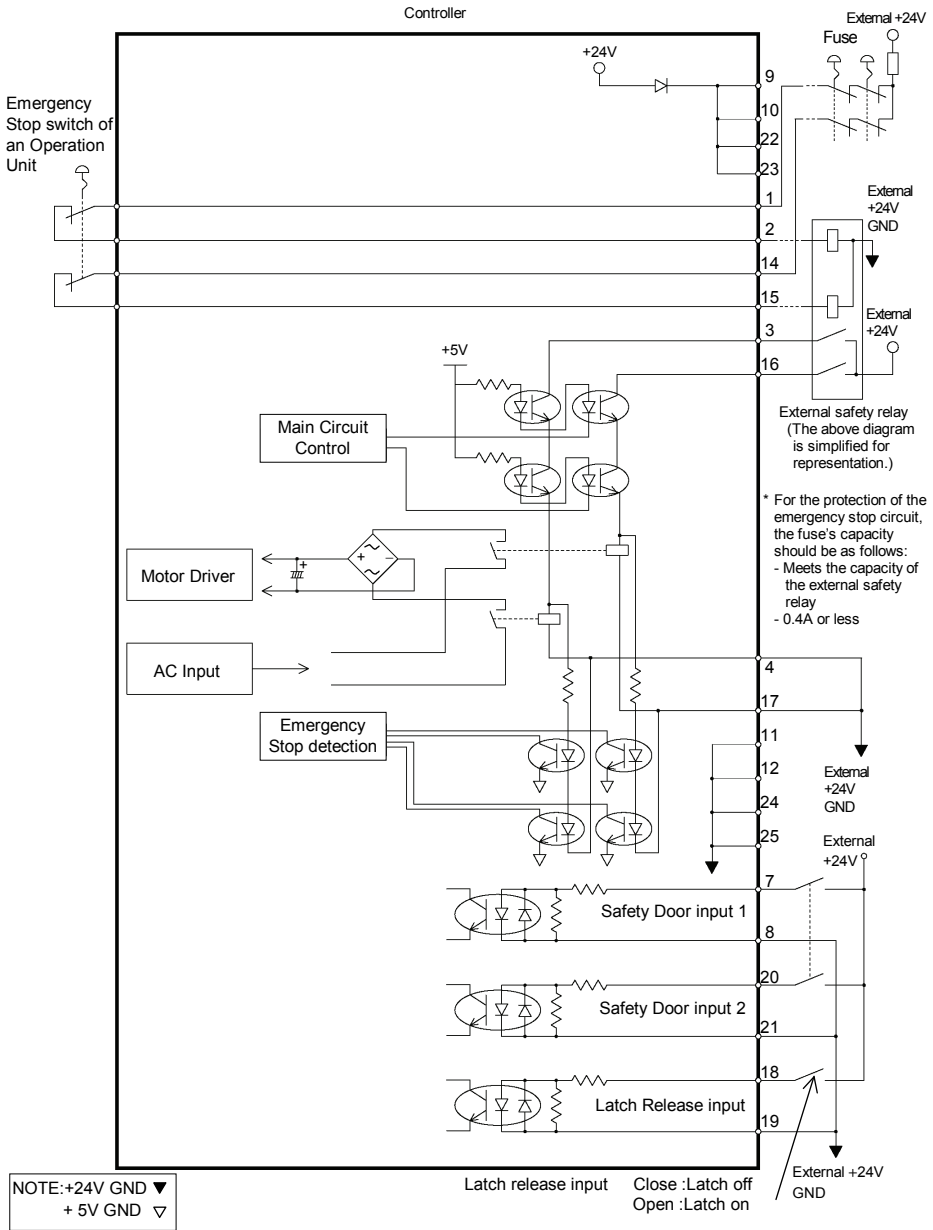 Controller
External +24V
Fuse
+24V
9
10
22
23
Emergency
Stop switch of
an Operation
Unit
1
2
14
15
3
16
External
+24V
GND
External
+24V
External safety relay
(The above diagram
is simplified for
representation.)
+5V
Main Circuit
Control
* For the protection of the
emergency stop circuit,
the fuse's capacity
should be as follows:
- Meets the capacity of
the external safety
relay
- 0.4A or less
+
-
+
Motor Driver
AC Input
4
17
11
12
24
25
Emergency
Stop detection
External
+24V
GND
External
+24V
7
Safety Door input 1
8
20
Safety Door input 2
21
18
Latch Release input
19
External +24V
GND
Latch release input Close :Latch off
Open :Latch on
NOTE:+24V GND ▼
+ 5V GND ▽